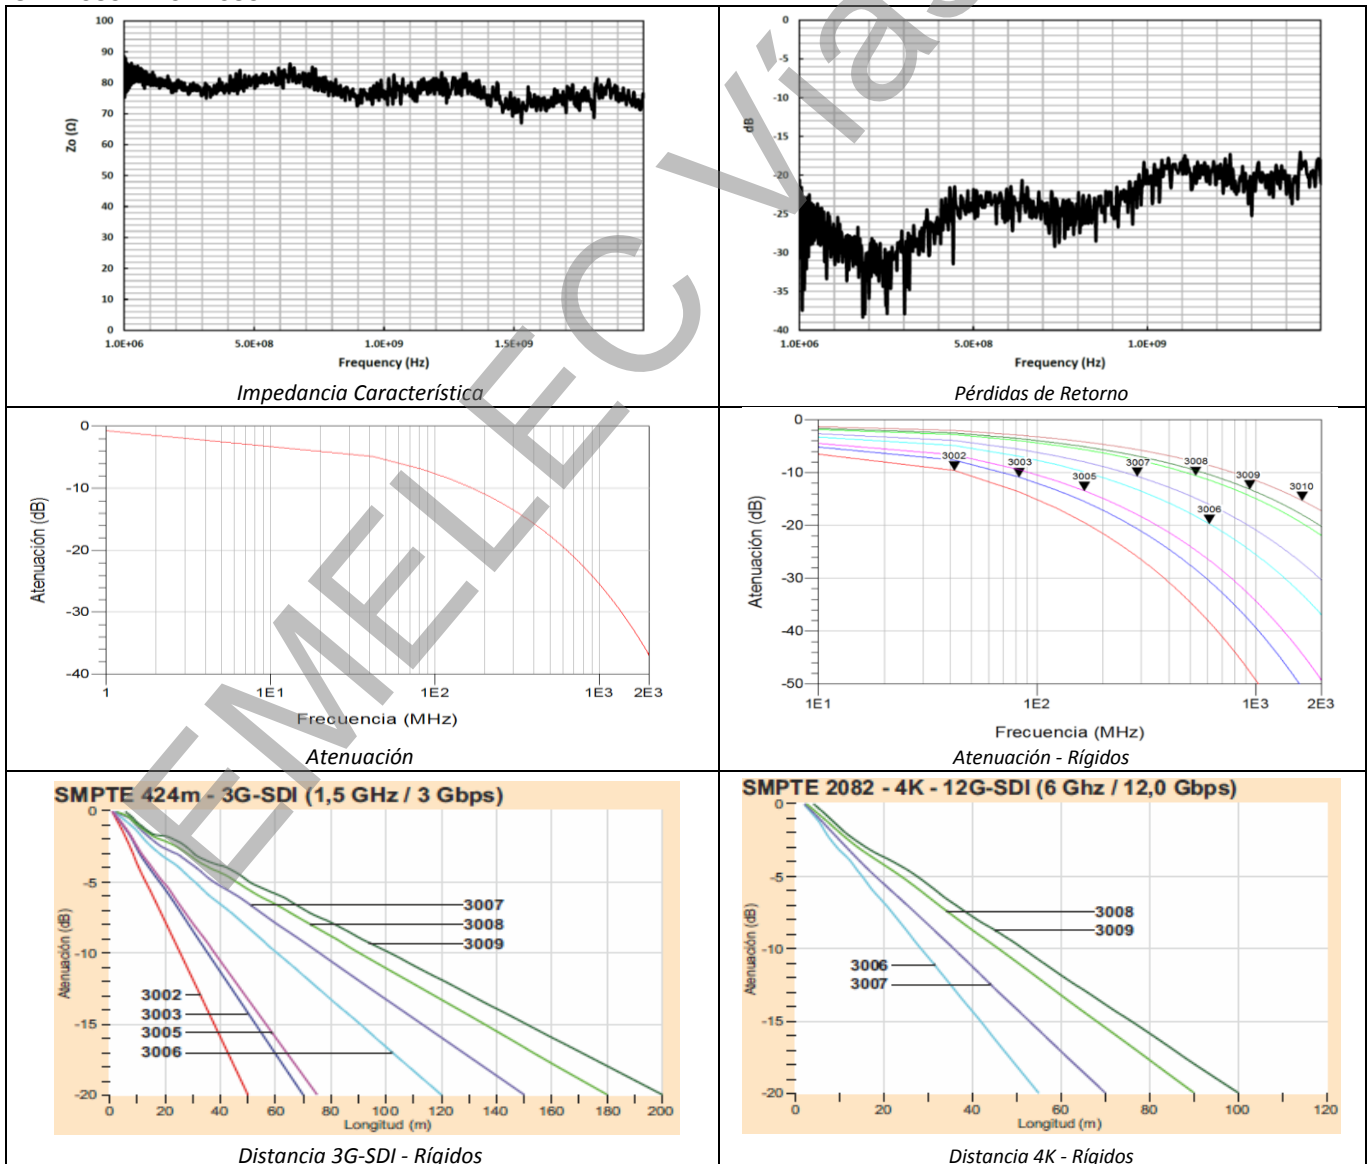 100
90
80
70
60
50
40
30
20
10
0
Zo (Ω)
1.0E+06
5.0E+08
1.0E+09
1.5E+09
Frequency (Hz)
Impedancia Característica
0
-5
-10
-15
-20
-25
-30
-35
-40
dB
1.0E+06
5.0E+08
1.0E+09
Frequency (Hz)
Pérdidas de Retorno
0
-10
-20
-30
-40
Atenuación (dB)
1
1E1
1E2
1E3
2E3
Frecuencia (MHz)
Atenuación
0
-10
-20
-30
-40
-50
Atenuación (dB)
3002
3003
3005
3007
3008
3006
3009
3010
1E1
1E2
1E3
2E3
Frecuencia (MHz)
Atenuación - Rígidos
SMPTE 424m - 3G-SDI (1,5 GHz / 3 Gbps)
0
-5
-10
-15
-20
Atenuación (dB)
3007
3008
3009
3002
3003
3005
3006
0 20 40 60 80 100 120 140 160 180 200
Longitud (m)
Distancia 3G-SDI - Rígidos
SMPTE 2082 - 4K - 12G-SDI (6 Ghz / 12,0 Gbps)
0
-5
-10
-15
-20
Atenuación (dB)
3008
3009
3006
3007
0 20 40 60 80 100 120
Longitud (m)
Distancia 4K - Rígidos
EMELEC Vías